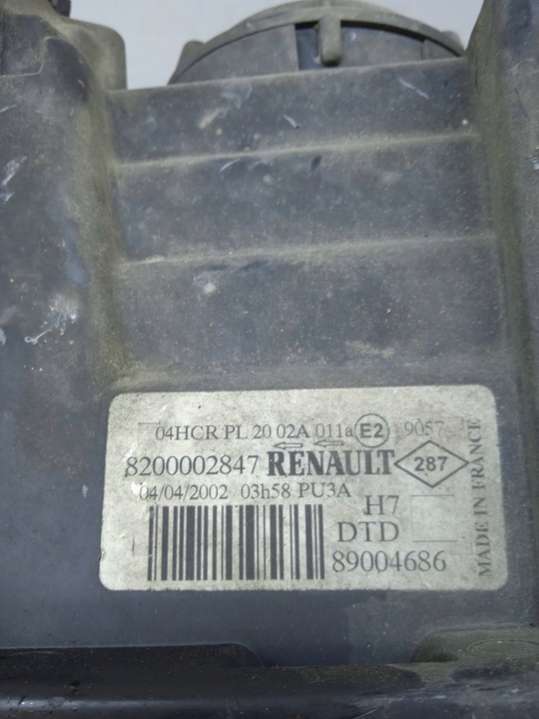 04HCR PL 20 02A 011a E2 9057
8200002847 RENAULT 287
04/04/2002 03h58 PU3A
H7
DTD
89004686
MADE IN FRANCE